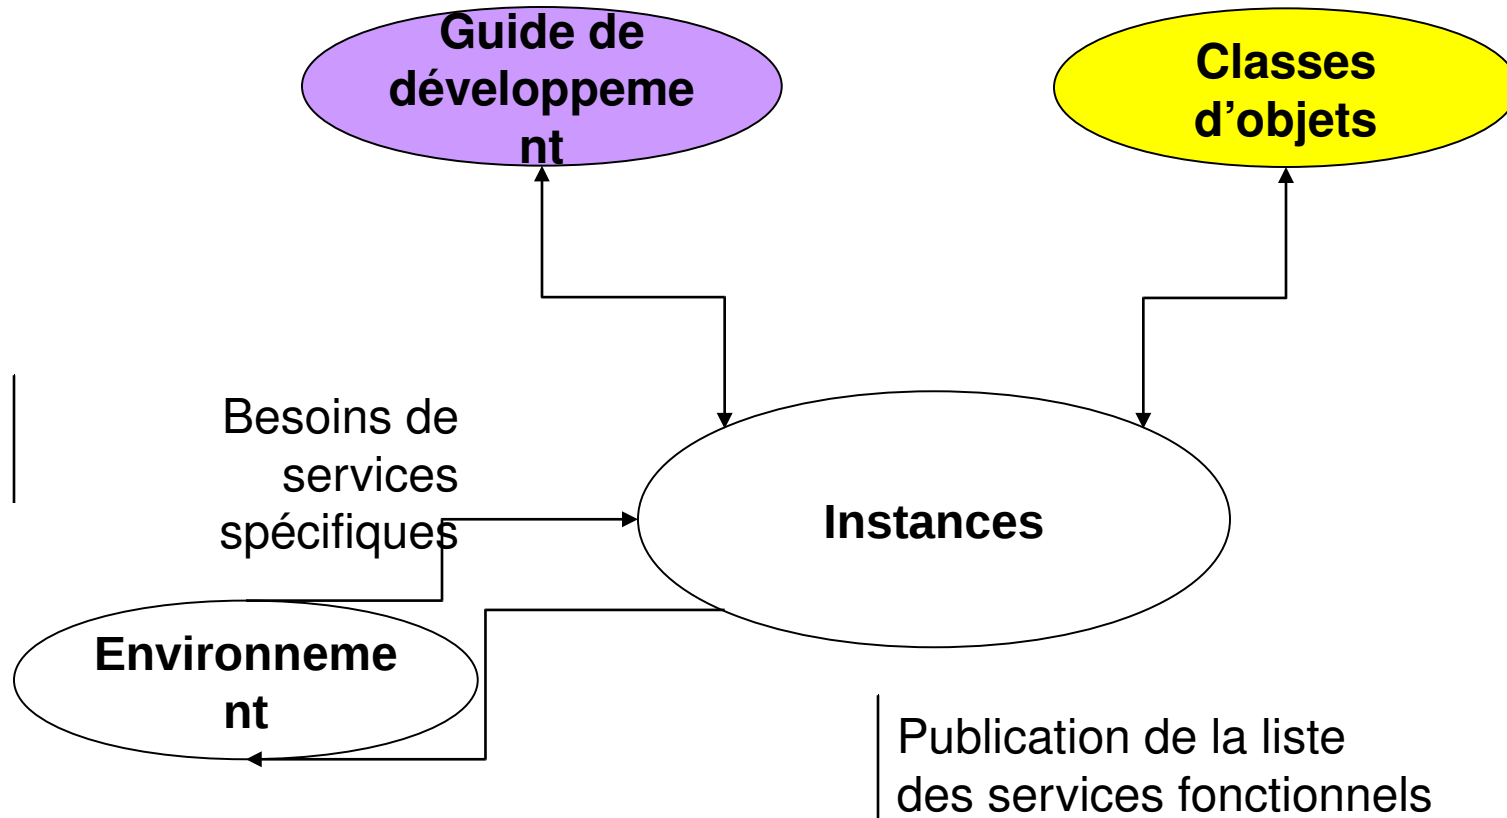 Guide de
développeme
nt
Classes
d’objets
Besoins de
services
spécifiques
Instances
Environneme
nt
Publication de la liste
des services fonctionnels